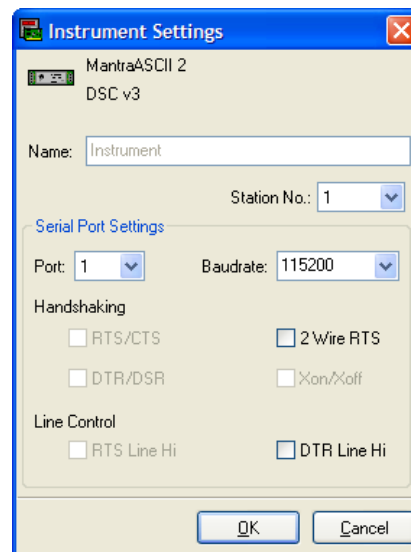 Instrument Settings
MantraASCII 2
DSC v3
Name: Instrument
Station No.: 1
Serial Port Settings
Port: 1 Baudrate: 115200
Handshaking
RTS/CTS 2 Wire RTS
DTR/DSR Xon/Xoff
Line Control
RTS Line Hi DTR Line Hi
OK Cancel